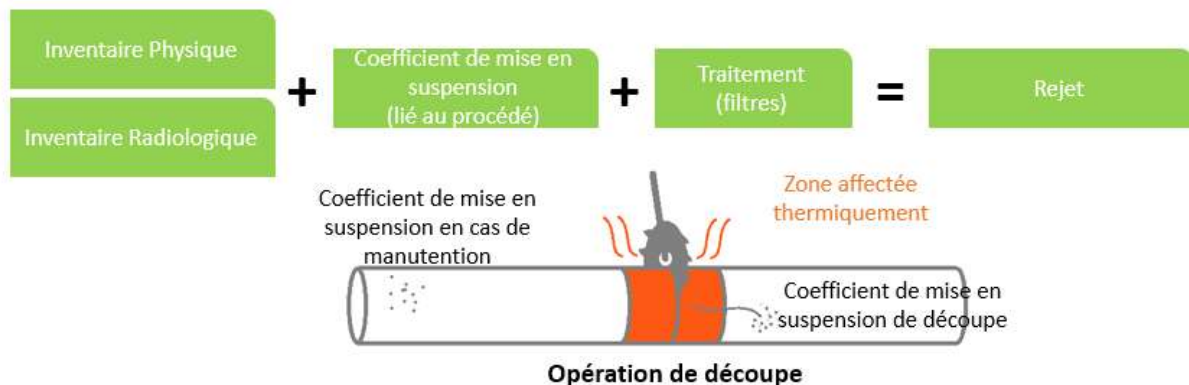 Inventaire Physique
Inventaire Radiologique
+
Coefficient de mise en
suspension
(lié au procédé)
+
Traitement
(filtres)
=
Rejet
Coefficient de mise en
suspension en cas de
manutention
Zone affectée
thermiquement
Coefficient de mise en
suspension de découpe
Opération de découpe